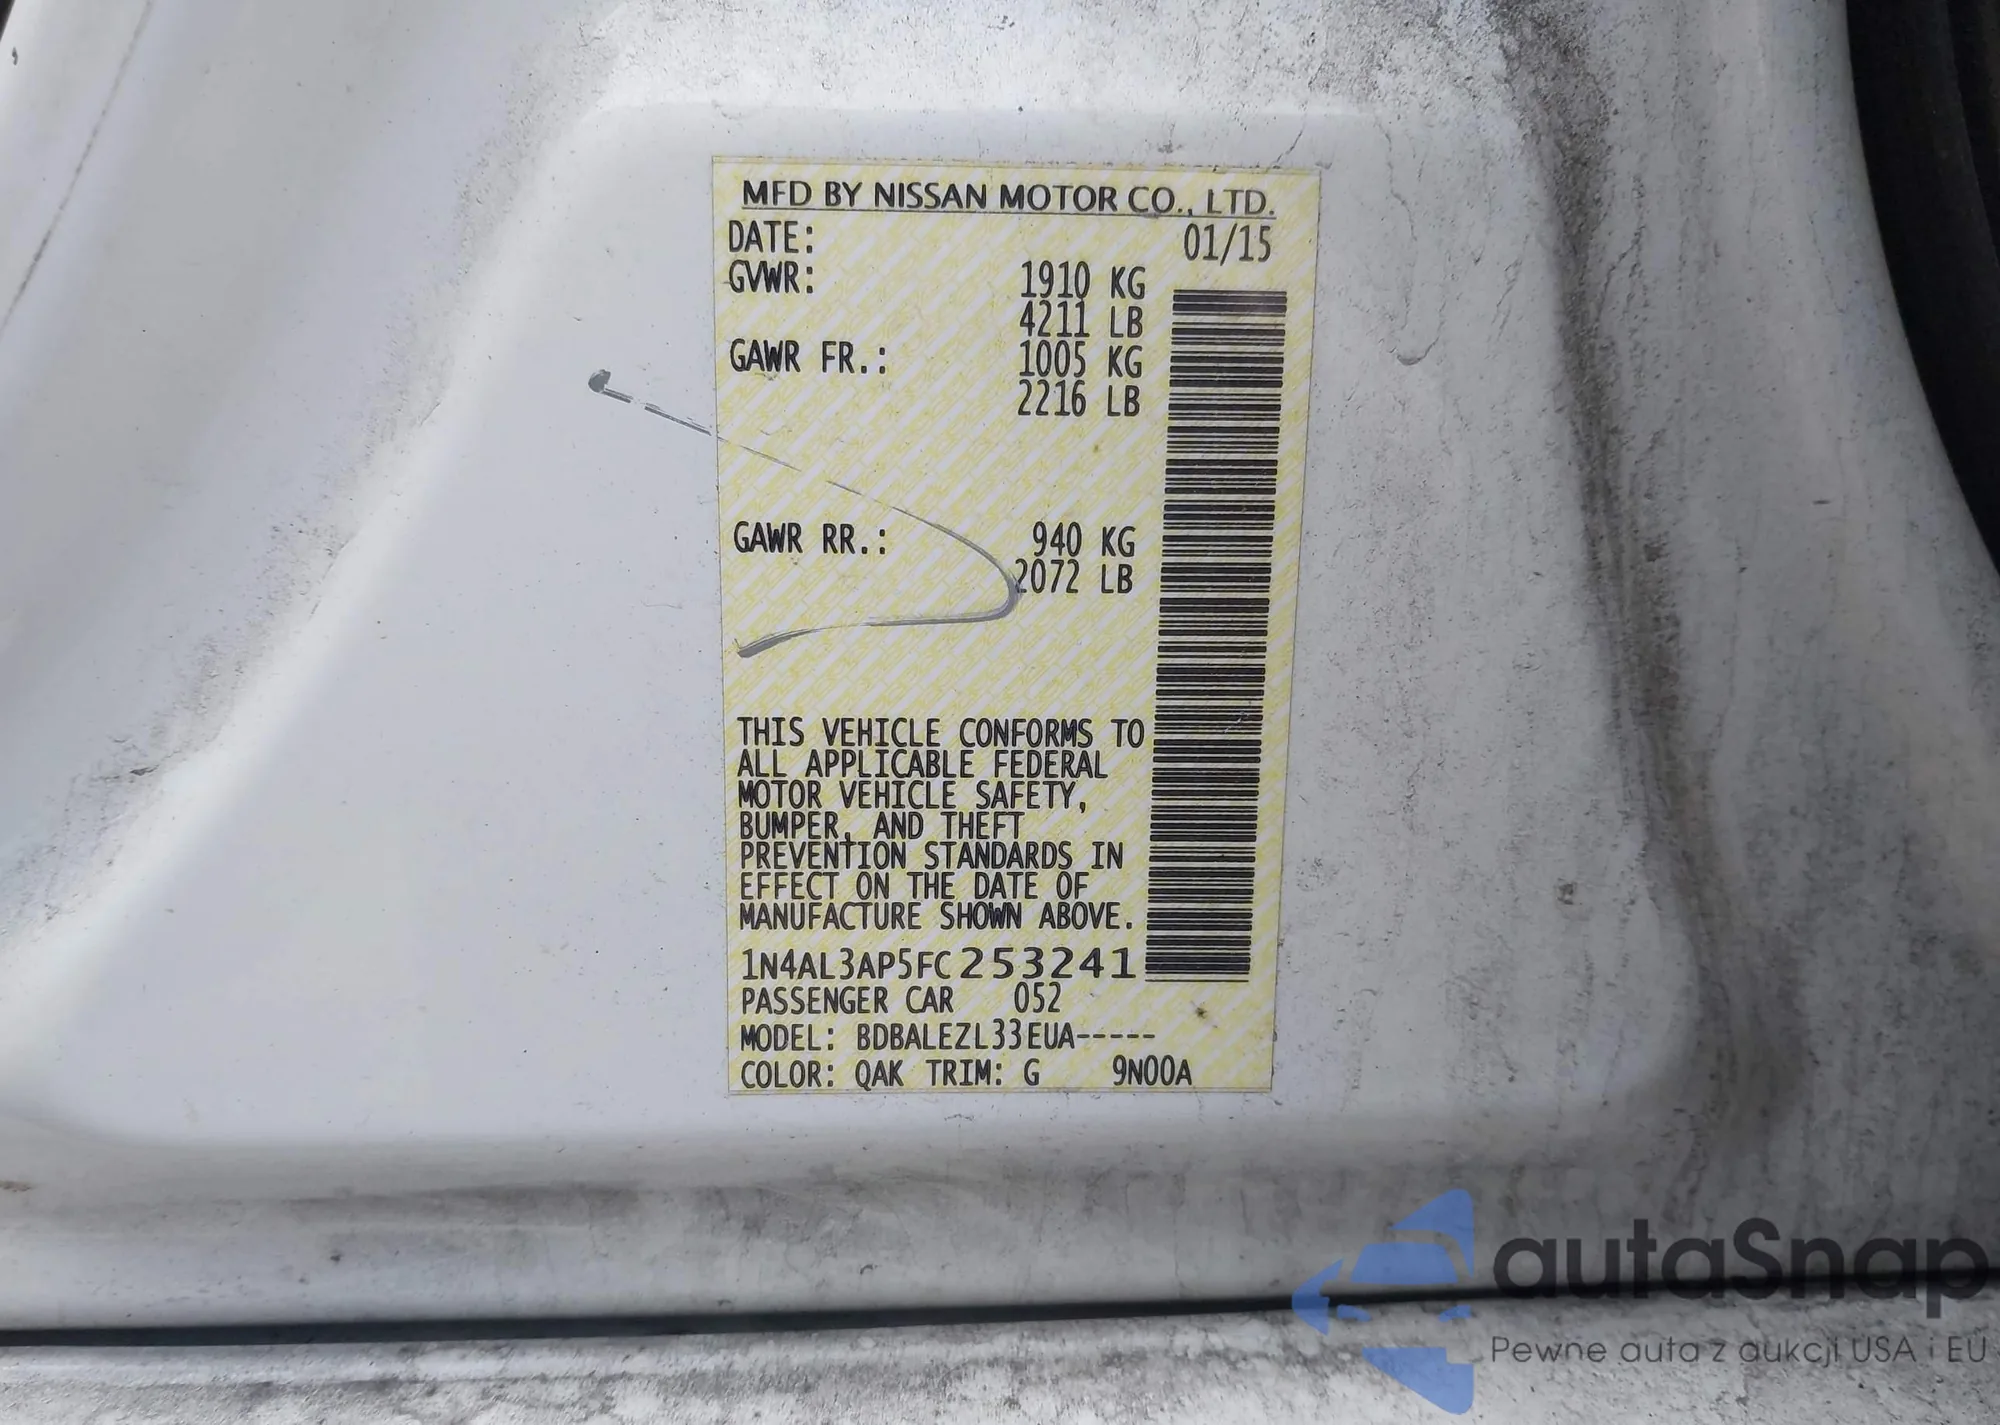 MFD BY NISSAN MOTOR CO., LTD.
DATE: 01/15
GVWR: 1910 KG
4211 LB
GAWR FR.: 1005 KG
2216 LB
GAWR RR.: 940 KG
2072 LB
THIS VEHICLE CONFORMS TO
ALL APPLICABLE FEDERAL
MOTOR VEHICLE SAFETY,
BUMPER, AND THEFT
PREVENTION STANDARDS IN
EFFECT ON THE DATE OF
MANUFACTURE SHOWN ABOVE.
1N4AL3AP5FC253241
PASSENGER CAR 052
MODEL: BDBALEZL33EUA-----
COLOR: QAK TRIM: G 9N00A
autaSnap
Pewne auta z aukcji USA i EU